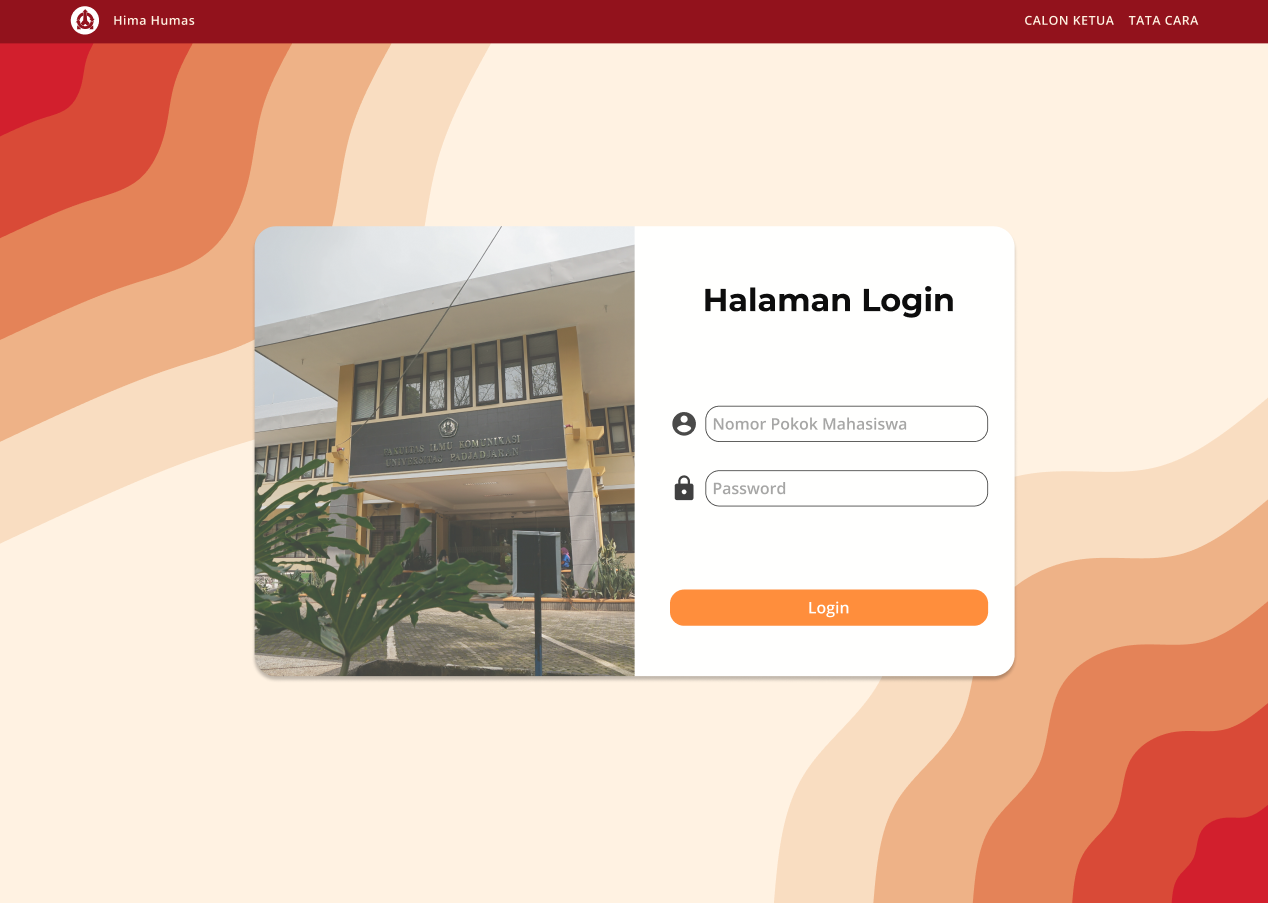 Hima Humas
CALON KETUA TATA CARA
Halaman Login
FAKULTAS ILMU KOMUNIKASI
UNIVERSITAS PADJADJARAN
Nomor Pokok Mahasiswa
Password
Login